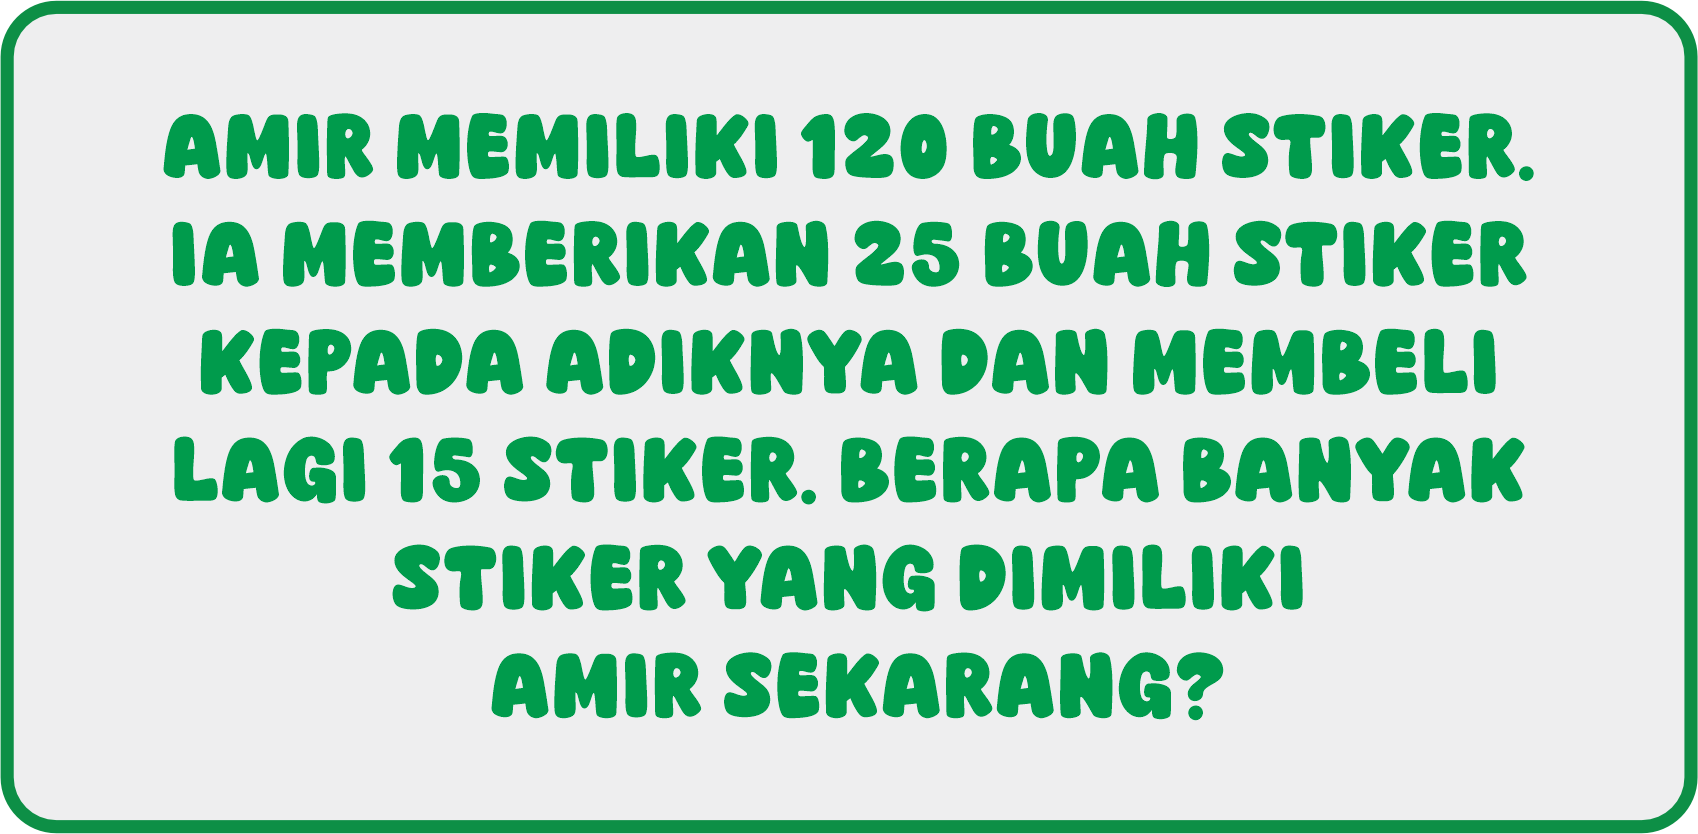 AMIR MEMILIKI 120 BUAH STIKER.
IA MEMBERIKAN 25 BUAH STIKER
KEPADA ADIKNYA DAN MEMBELI
LAGI 15 STIKER. BERAPA BANYAK
STIKER YANG DIMILIKI
AMIR SEKARANG?